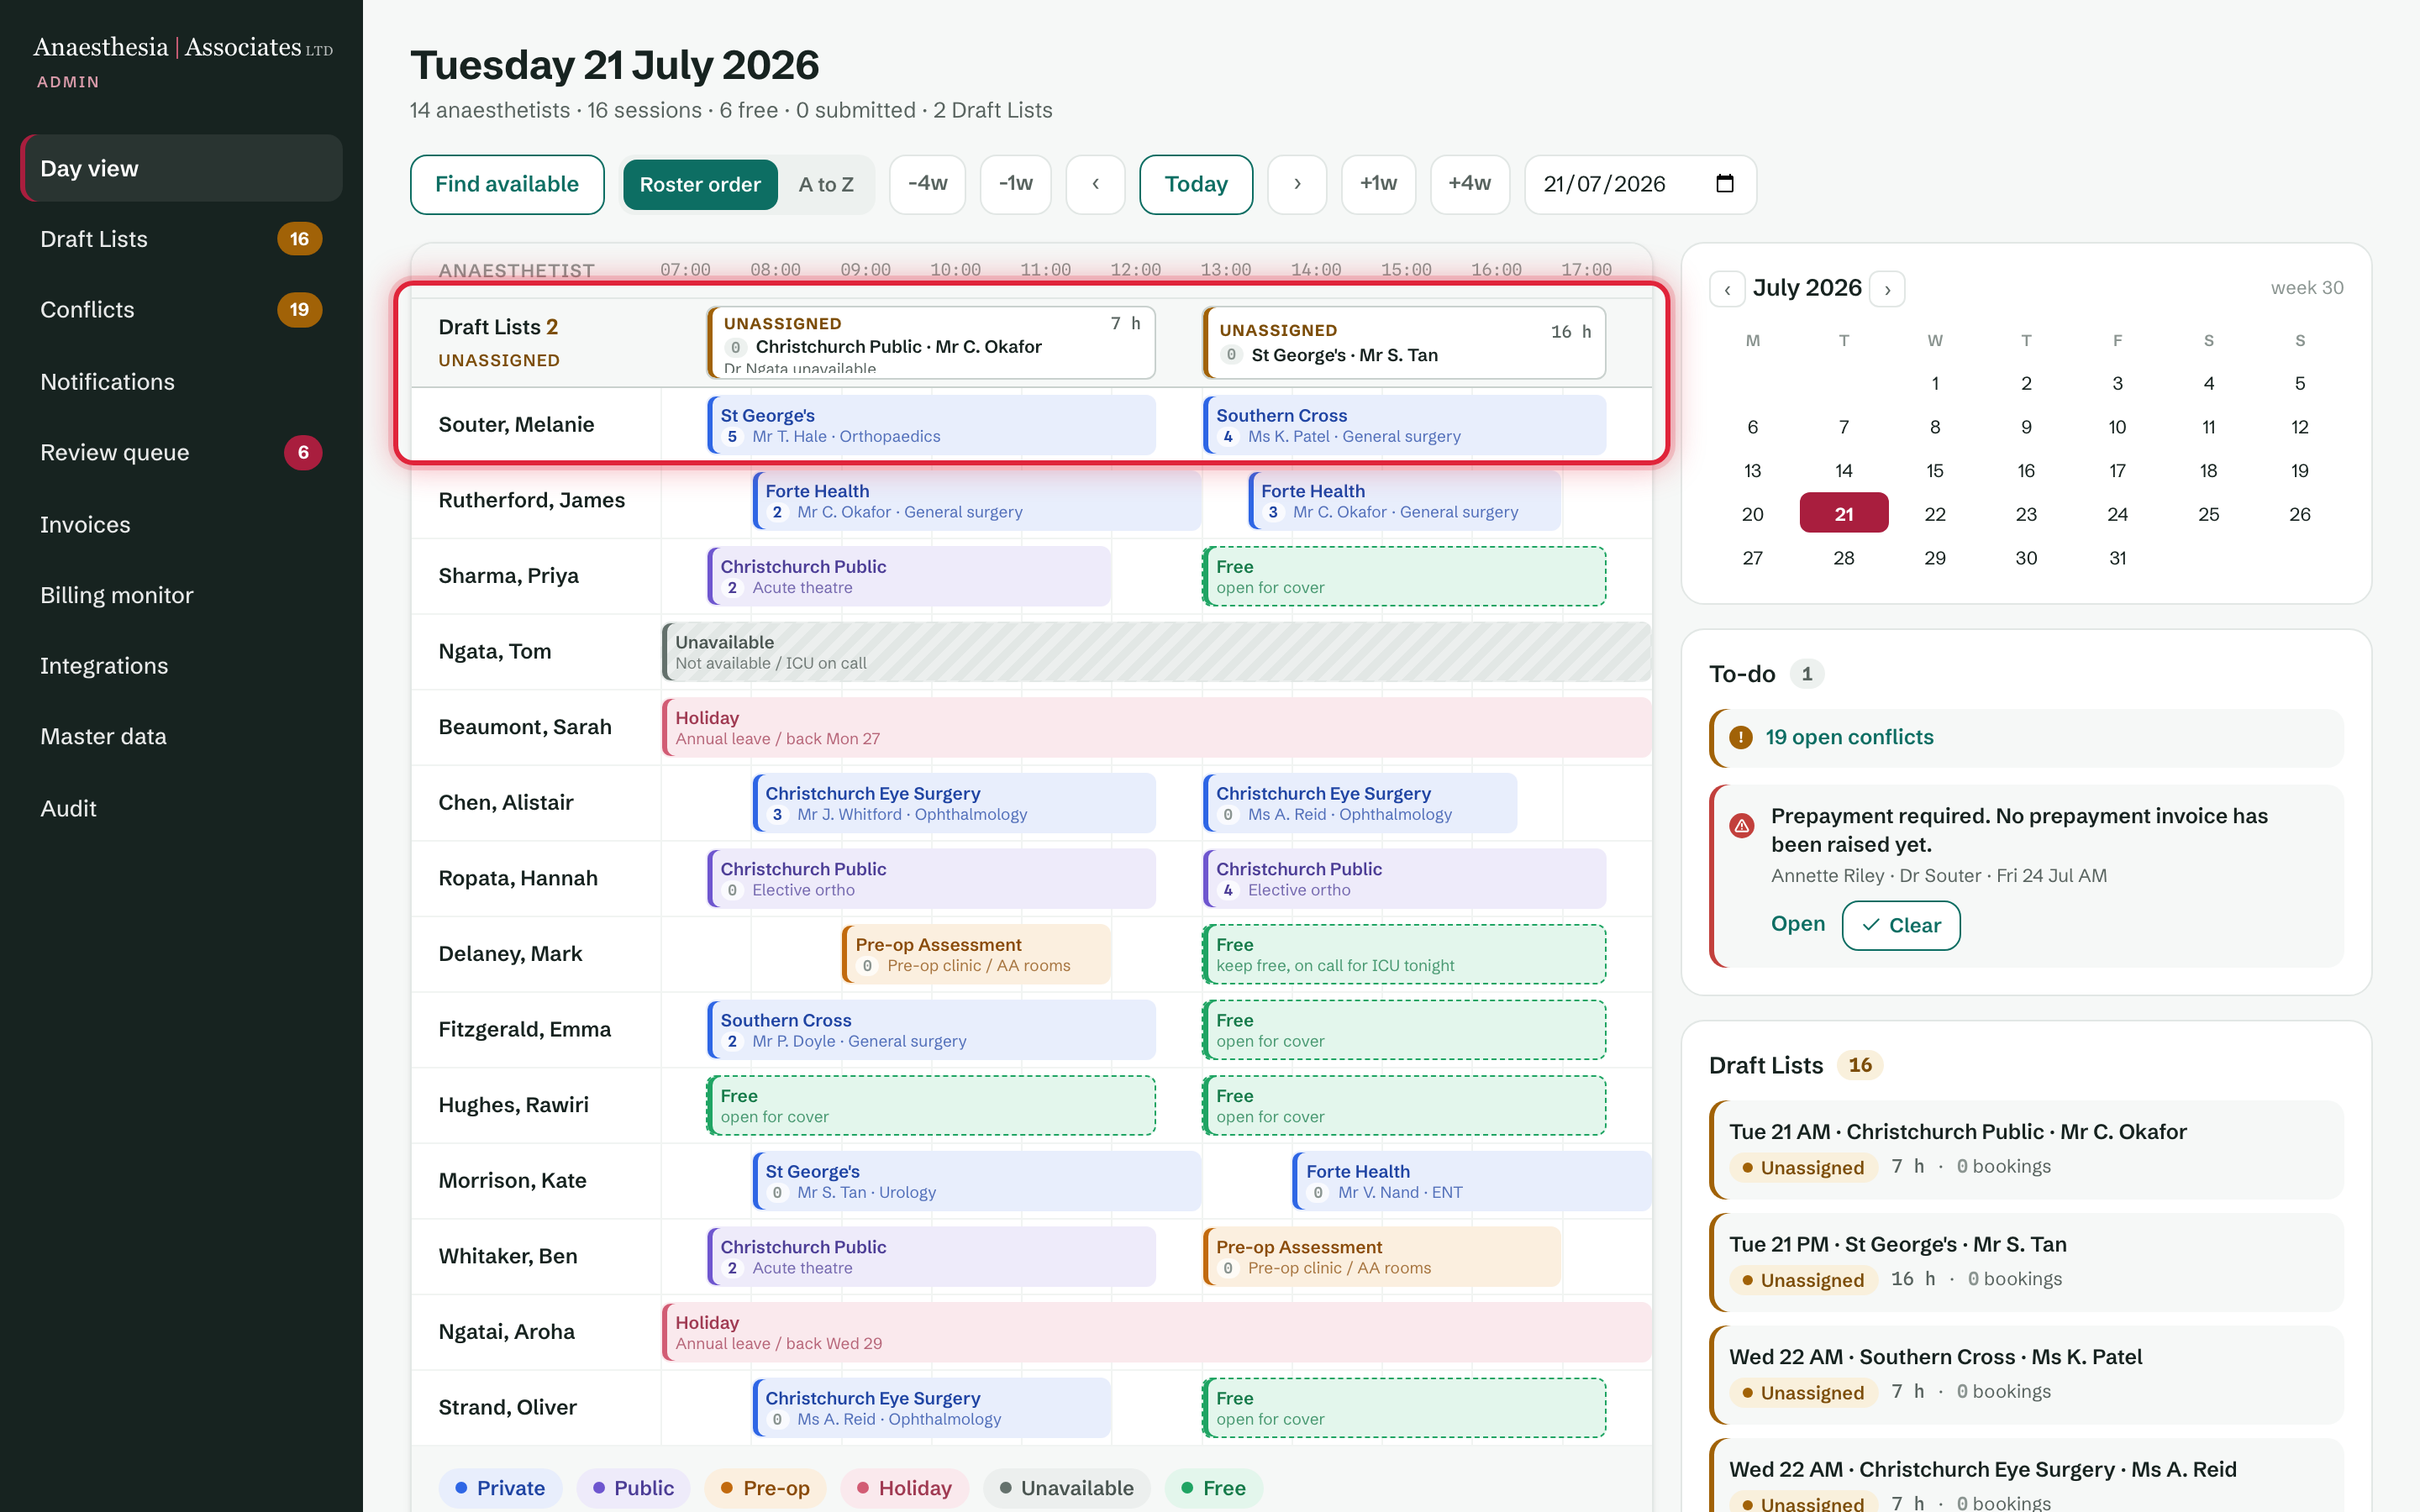 Anaesthesia | Associates LTD
ADMIN
Day view
Draft Lists 16
Conflicts 19
Notifications
Review queue 6
Invoices
Billing monitor
Integrations
Master data
Audit
Tuesday 21 July 2026
14 anaesthetists · 16 sessions · 6 free · 0 submitted · 2 Draft Lists
Find available Roster order A to Z -4w -1w ‹ Today › +1w +4w 21/07/2026
ANAESTHETIST 07:00 08:00 09:00 10:00 11:00 12:00 13:00 14:00 15:00 16:00 17:00
Draft Lists 2
UNASSIGNED
UNASSIGNED 7 h
0 Christchurch Public · Mr C. Okafor
Dr Ngata unavailable
UNASSIGNED 16 h
0 St George's · Mr S. Tan
Souter, Melanie
St George's
5 Mr T. Hale · Orthopaedics
Southern Cross
4 Ms K. Patel · General surgery
Rutherford, James
Forte Health
2 Mr C. Okafor · General surgery
Forte Health
3 Mr C. Okafor · General surgery
Sharma, Priya
Christchurch Public
2 Acute theatre
Free
open for cover
Ngata, Tom
Unavailable
Not available / ICU on call
Beaumont, Sarah
Holiday
Annual leave / back Mon 27
Chen, Alistair
Christchurch Eye Surgery
3 Mr J. Whitford · Ophthalmology
Christchurch Eye Surgery
0 Ms A. Reid · Ophthalmology
Ropata, Hannah
Christchurch Public
0 Elective ortho
Christchurch Public
4 Elective ortho
Delaney, Mark
Pre-op Assessment
0 Pre-op clinic / AA rooms
Free
keep free, on call for ICU tonight
Fitzgerald, Emma
Southern Cross
2 Mr P. Doyle · General surgery
Free
open for cover
Hughes, Rawiri
Free
open for cover
Free
open for cover
Morrison, Kate
St George's
0 Mr S. Tan · Urology
Forte Health
0 Mr V. Nand · ENT
Whitaker, Ben
Christchurch Public
2 Acute theatre
Pre-op Assessment
0 Pre-op clinic / AA rooms
Ngatai, Aroha
Holiday
Annual leave / back Wed 29
Strand, Oliver
Christchurch Eye Surgery
0 Ms A. Reid · Ophthalmology
Free
open for cover
Private Public Pre-op Holiday Unavailable Free
‹ July 2026 › week 30
M T W T F S S
1 2 3 4 5
6 7 8 9 10 11 12
13 14 15 16 17 18 19
20 21 22 23 24 25 26
27 28 29 30 31
To-do 1
19 open conflicts
Prepayment required. No prepayment invoice has
been raised yet.
Annette Riley · Dr Souter · Fri 24 Jul AM
Open ✓ Clear
Draft Lists 16
Tue 21 AM · Christchurch Public · Mr C. Okafor
Unassigned 7 h · 0 bookings
Tue 21 PM · St George's · Mr S. Tan
Unassigned 16 h · 0 bookings
Wed 22 AM · Southern Cross · Ms K. Patel
Unassigned 7 h · 0 bookings
Wed 22 AM · Christchurch Eye Surgery · Ms A. Reid
Unassigned 7 h · 0 bookings